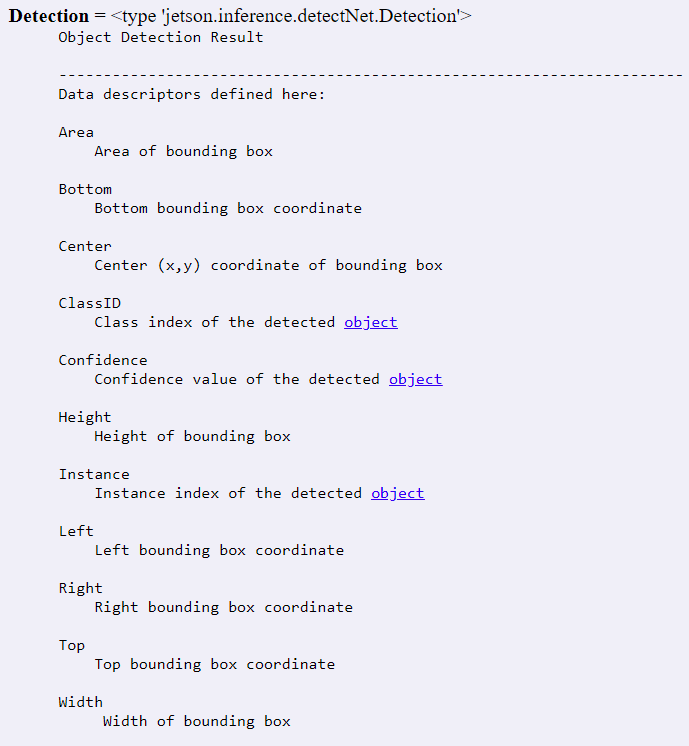 Detection = <type 'jetson.inference.detectNet.Detection'>
Object Detection Result
----------------------------------------------------------------------
Data descriptors defined here:
Area
Area of bounding box
Bottom
Bottom bounding box coordinate
Center
Center (x,y) coordinate of bounding box
ClassID
Class index of the detected object
Confidence
Confidence value of the detected object
Height
Height of bounding box
Instance
Instance index of the detected object
Left
Left bounding box coordinate
Right
Right bounding box coordinate
Top
Top bounding box coordinate
Width
Width of bounding box